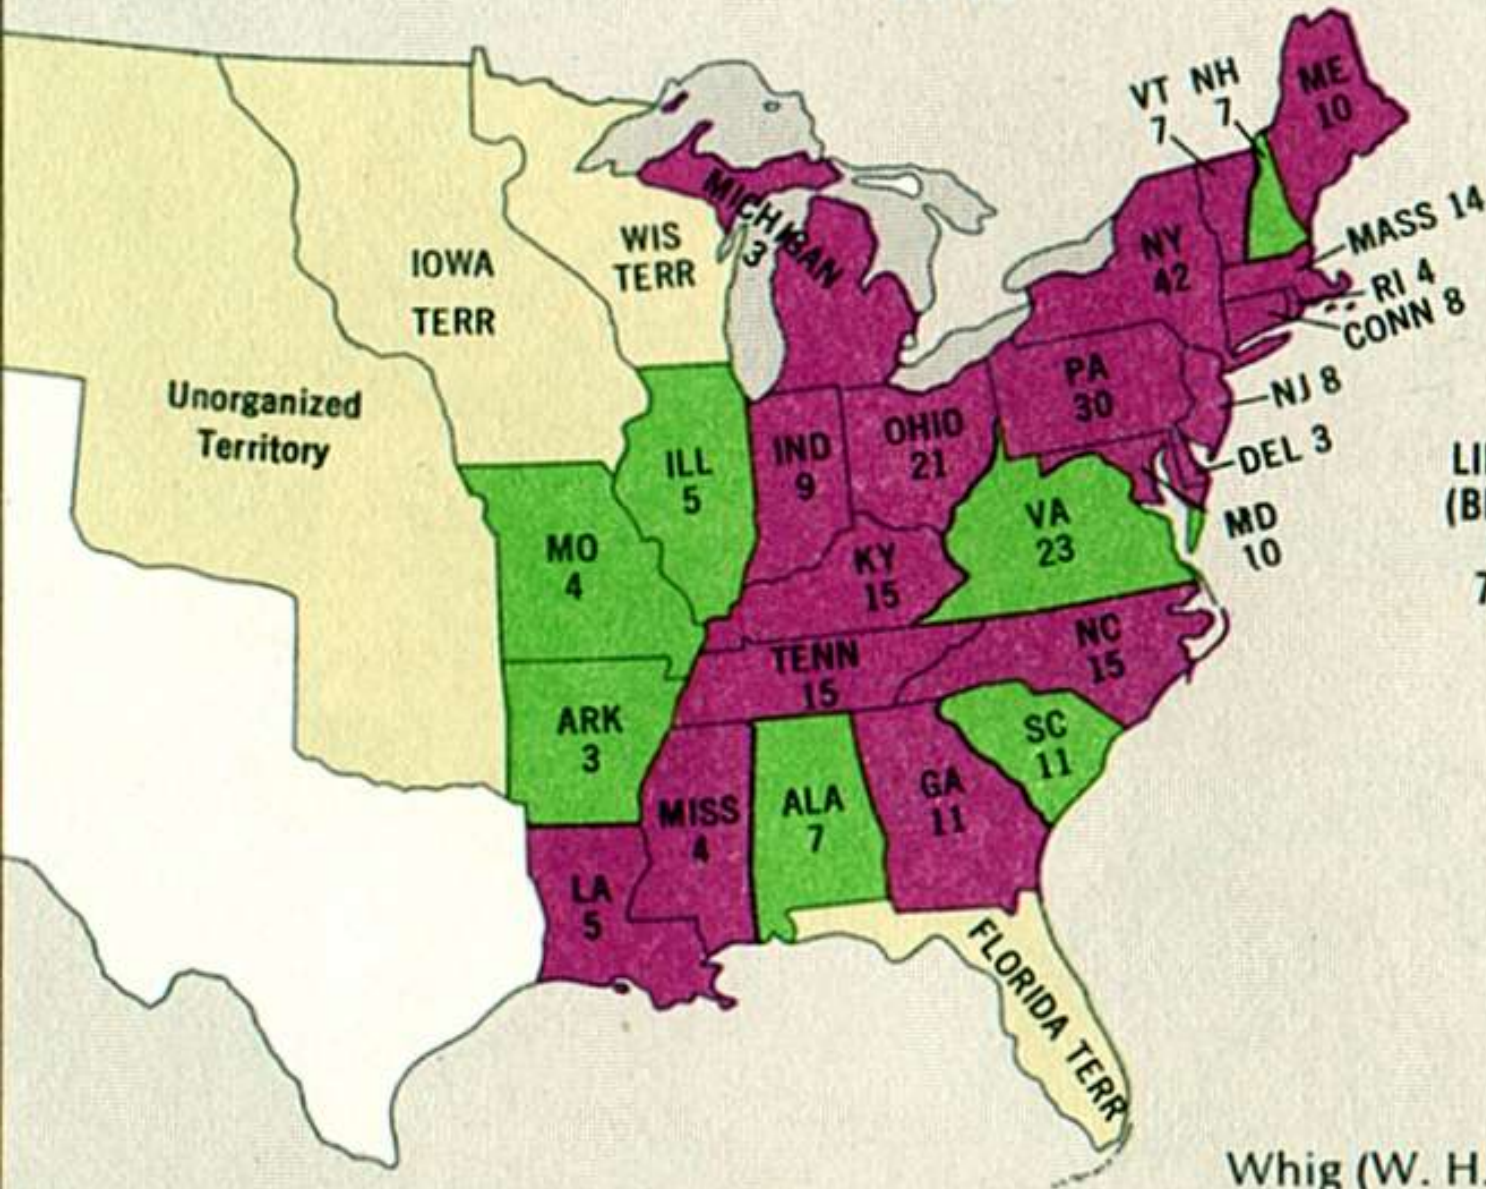 VT NH
7 7
ME
10
MASS 14
RI 4
CONN 8
NY
42
MICHIGAN
3
WIS
TERR
IOWA
TERR
Unorganized
Territory
PA
30
NJ 8
DEL 3
MD
10
OHIO
21
IND
9
ILL
5
MO
4
KY
15
VA
23
TENN
15
NC
15
ARK
3
SC
11
MISS
4
ALA
7
GA
11
LA
5
FLORIDA TERR
LI
(B
7
Whig (W. H.